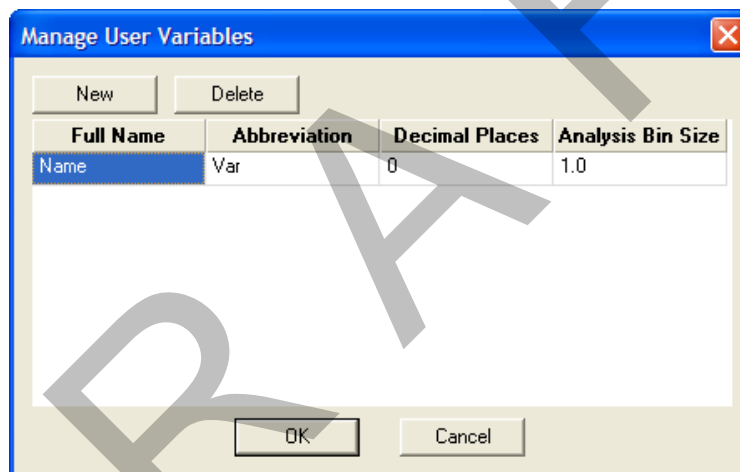 Manage User Variables
New Delete
Full Name Abbreviation Decimal Places Analysis Bin Size
Name Var 0 1.0
OK Cancel